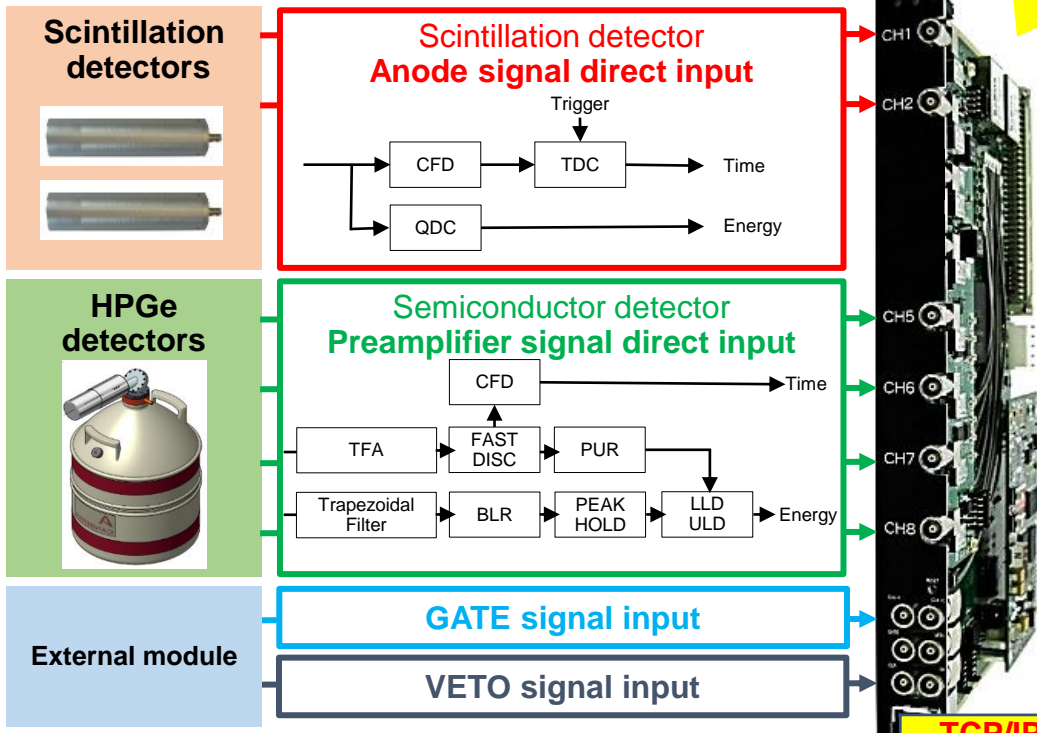 Scintillation
detectors
Scintillation detector
Anode signal direct input
Trigger
CFD
TDC
Time
QDC
Energy
CH1
CH2
HPGe
detectors
Semiconductor detector
Preamplifier signal direct input
CFD
Time
TFA
FAST
DISC
PUR
Trapezoidal
Filter
BLR
PEAK
HOLD
LLD
ULD
Energy
CH5
CH6
CH7
CH8
External module
GATE signal input
VETO signal input
TCP/IP